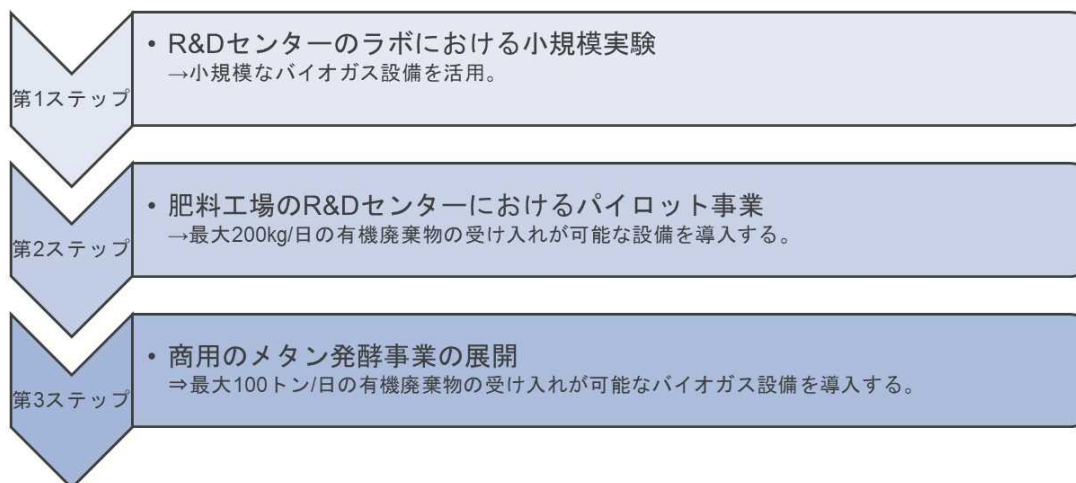 第1ステップ
• R&Dセンターのラボにおける小規模実験
→小規模なバイオガス設備を活用。
第2ステップ
• 肥料工場のR&Dセンターにおけるパイロット事業
→最大200kg/日の有機廃棄物の受け入れが可能な設備を導入する。
第3ステップ
• 商用のメタン発酵事業の展開
⇒最大100トン/日の有機廃棄物の受け入れが可能なバイオガス設備を導入する。